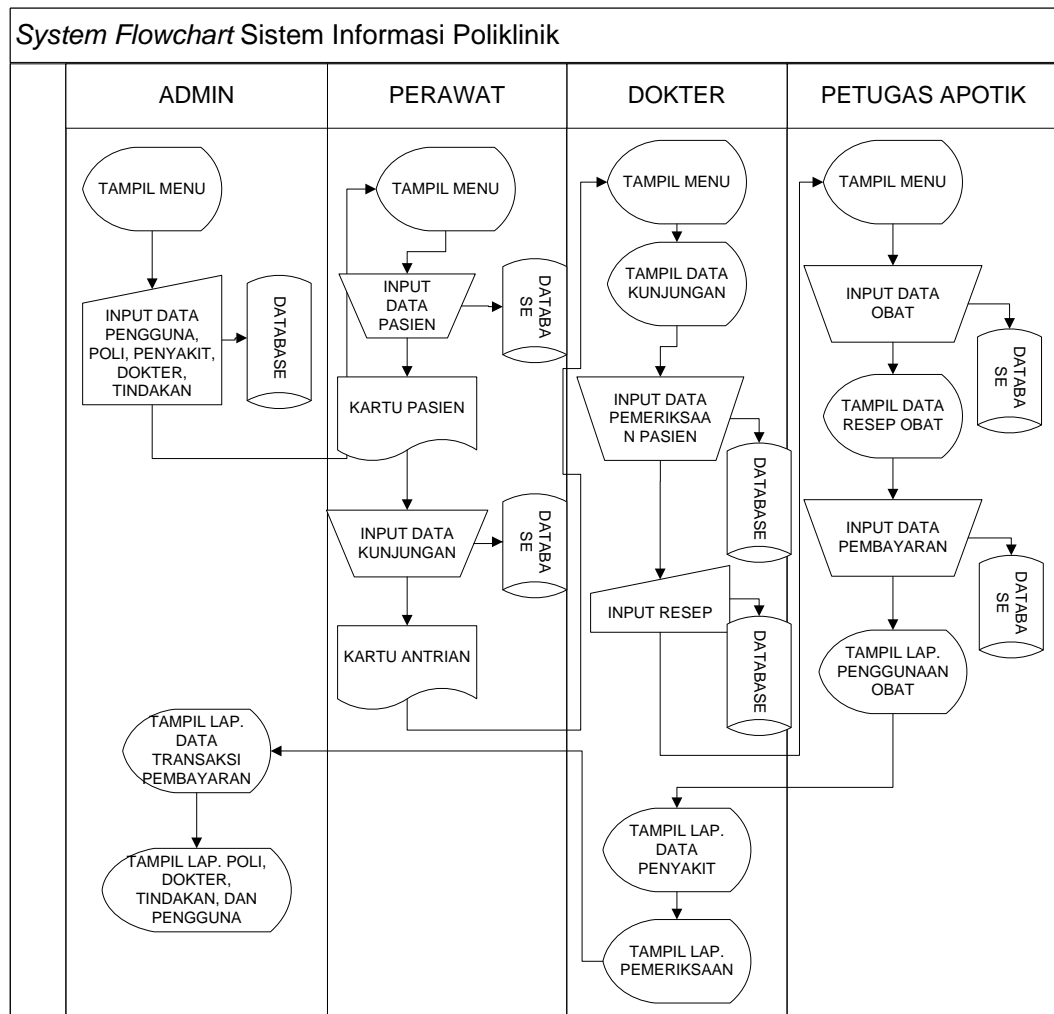 System Flowchart Sistem Informasi Poliklinik
ADMIN
PERAWAT
DOKTER
PETUGAS APOTIK
TAMPIL MENU
INPUT DATA
PENGGUNA,
POLI, PENYAKIT,
DOKTER,
TINDAKAN
DATABASE
TAMPIL LAP.
DATA
TRANSAKSI
PEMBAYARAN
TAMPIL LAP. POLI,
DOKTER,
TINDAKAN, DAN
PENGGUNA
TAMPIL MENU
INPUT
DATA
PASIEN
DATABA
SE
KARTU PASIEN
INPUT DATA
KUNJUNGAN
DATABA
SE
KARTU ANTRIAN
TAMPIL MENU
TAMPIL DATA
KUNJUNGAN
INPUT DATA
PEMERIKSAA
N PASIEN
DATABASE
INPUT RESEP
DATABASE
TAMPIL LAP.
DATA
PENYAKIT
TAMPIL LAP.
PEMERIKSAAN
TAMPIL MENU
INPUT DATA
OBAT
DATABA
SE
TAMPIL DATA
RESEP OBAT
INPUT DATA
PEMBAYARAN
DATABA
SE
TAMPIL LAP.
PENGGUNAAN
OBAT